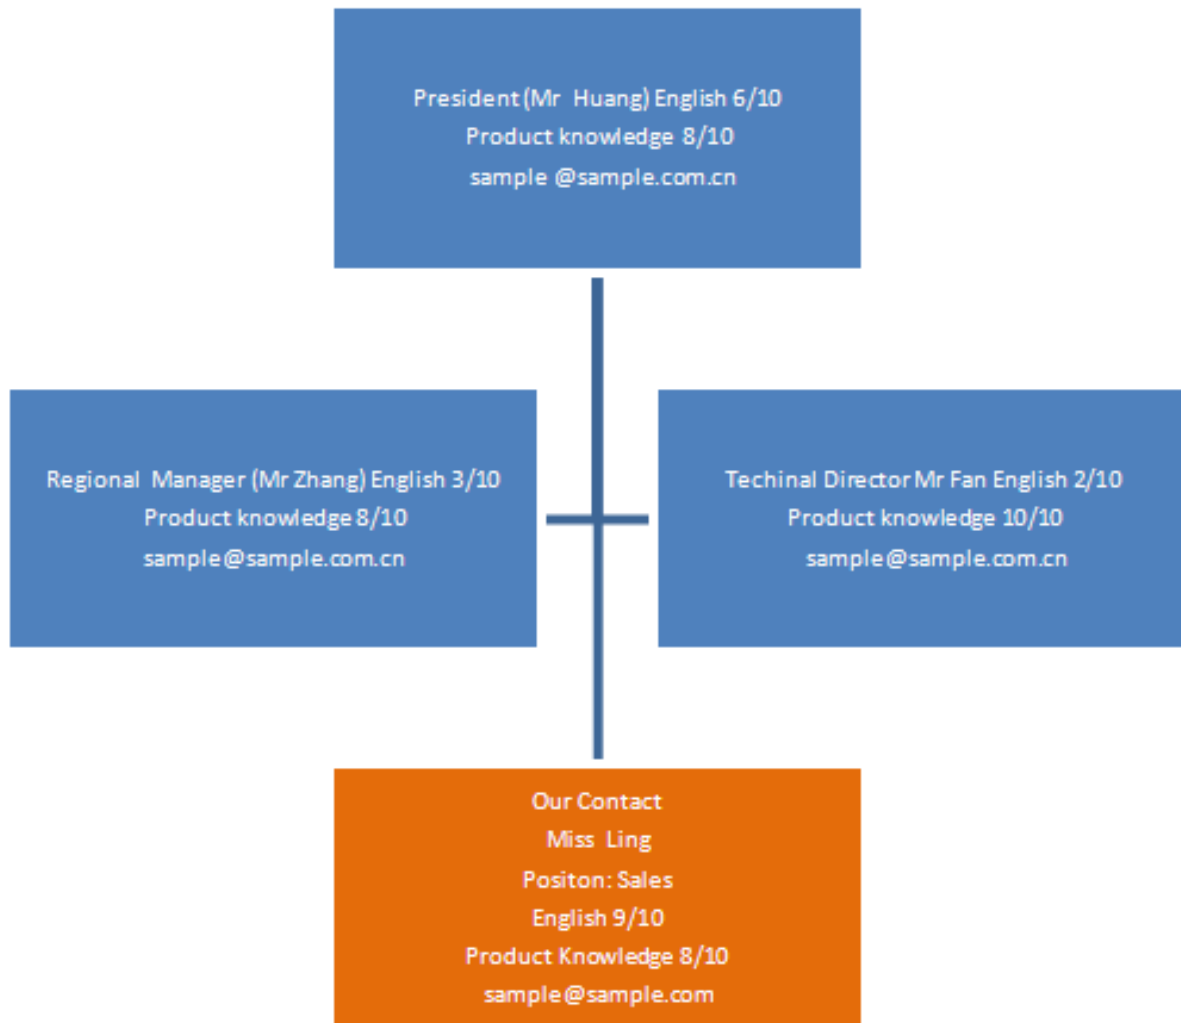 President (Mr Huang) English 6/10
Product knowledge 8/10
sample @sample.com.cn
Regional Manager (Mr Zhang) English 3/10
Product knowledge 8/10
sample@sample.com.cn
Techinal Director Mr Fan English 2/10
Product knowledge 10/10
sample@sample.com.cn
Our Contact
Miss Ling
Positon: Sales
English 9/10
Product Knowledge 8/10
sample@sample.com